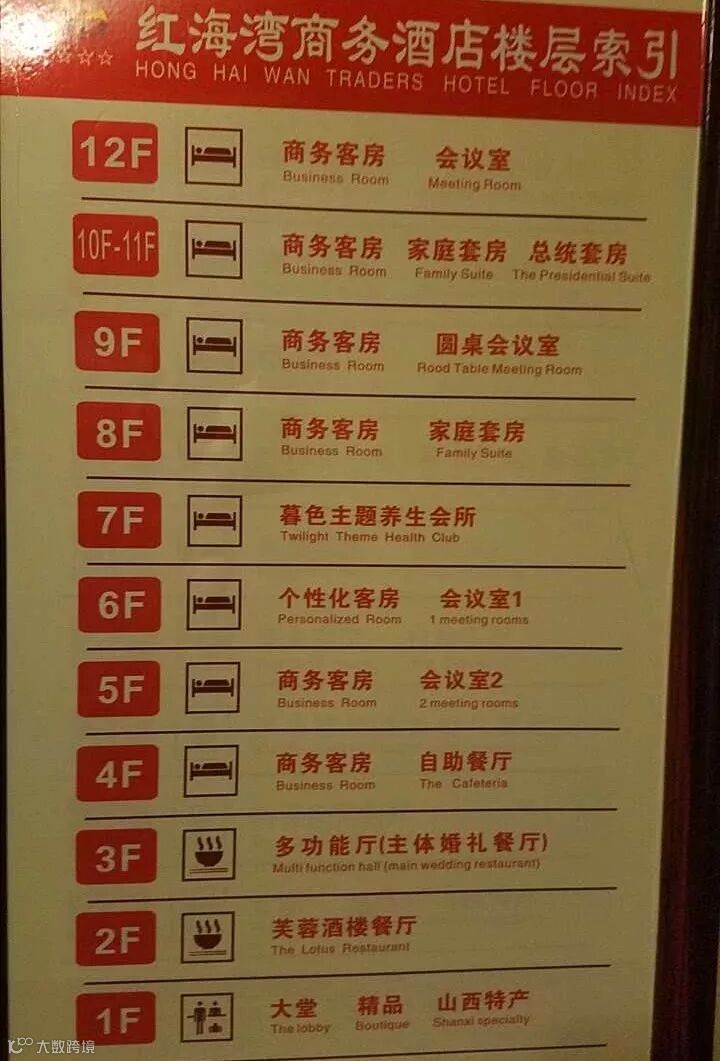 红海湾商务酒店楼层索引
HONG HAI WAN TRADERS HOTEL FLOOR INDEX
12F 商务客房 会议室
Business Room Meeting Room
10F-11F 商务客房 家庭套房 总统套房
Business Room Family Suite The Presidential Suite
9F 商务客房 圆桌会议室
Business Room Rood Table Meeting Room
8F 商务客房 家庭套房
Business Room Family Suite
7F 暮色主题养生会所
Twilight Theme Health Club
6F 个性化客房 会议室1
Personalized Room 1 meeting rooms
5F 商务客房 会议室2
Business Room 2 meeting rooms
4F 商务客房 自助餐厅
Business Room The Cafeteria
3F 多功能厅(主体婚礼餐厅)
Multi function hall (main wedding restaurant)
2F 芙蓉酒楼餐厅
The Lotus Restaurant
1F 大堂 精品 山西特产
The lobby Boutique Shanxi specialty
大数跨境